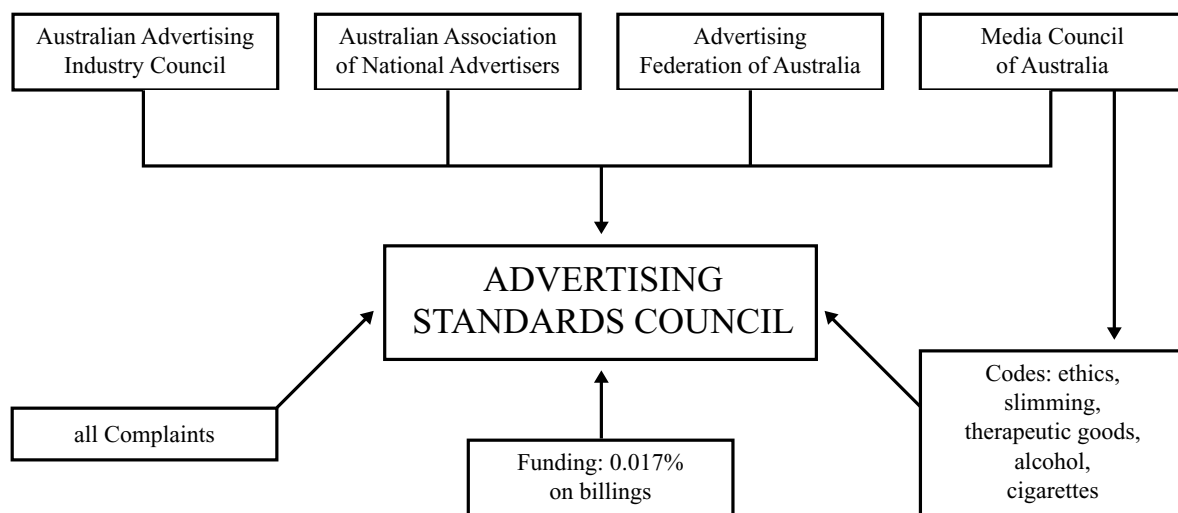 Australian Advertising
Industry Council
Australian Association
of National Advertisers
Advertising
Federation of Australia
Media Council
of Australia
ADVERTISING
STANDARDS COUNCIL
all Complaints
Funding: 0.017%
on billings
Codes: ethics,
slimming,
therapeutic goods,
alcohol,
cigarettes